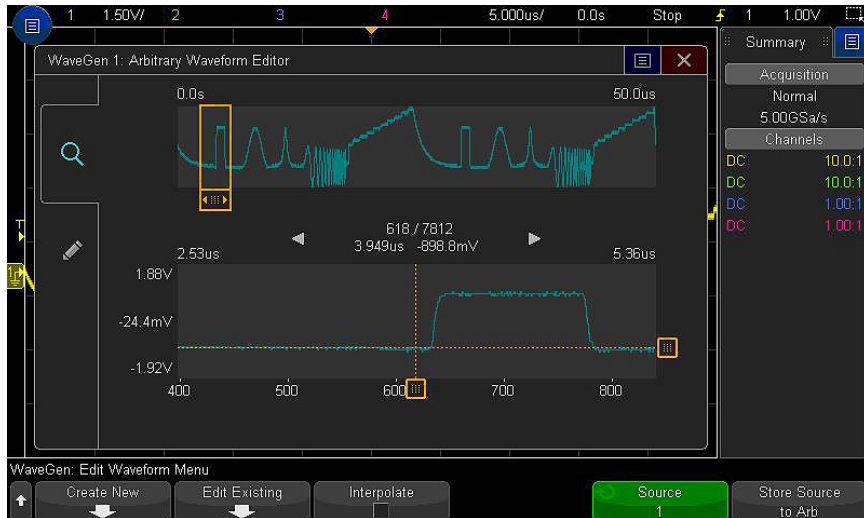 1 1.50V/ 2 3 4 5.000us/ 0.0s Stop 1 1.00V
Summary
WaveGen 1: Arbitrary Waveform Editor
Acquisition
Normal
5.00GSa/s
Channels
DC 10.0:1
DC 10.0:1
DC 1.00:1
DC 1.00:1
0.0s 50.0us
618 / 7812
3.949us -898.8mV
2.53us 5.36us
1.88V
-24.4mV
-1.92V
400 500 600 700 800
T
1
WaveGen: Edit Waveform Menu
Create New Edit Existing Interpolate Source Store Source
1 to Arb